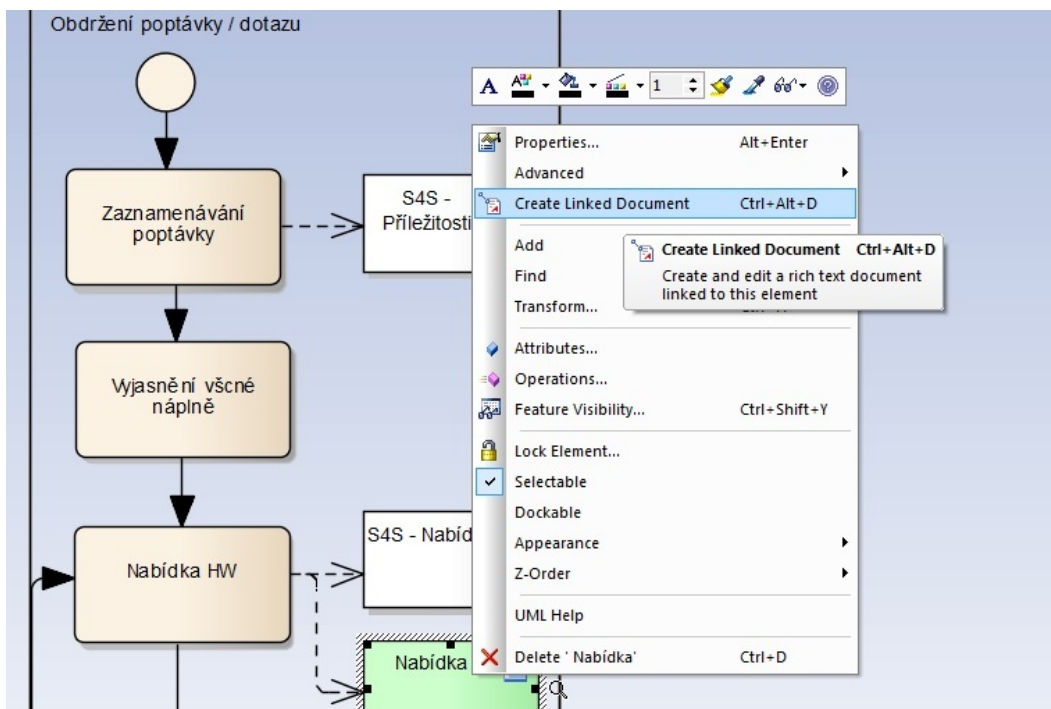 Obdržení poptávky / dotazu
1
Zaznamenávání
poptávky
S4S -
Příležitosti
Vyjasnění všcné
náplně
Nabídka HW
S4S - Nabíd
Nabídka
Properties... Alt+Enter
Advanced
Create Linked Document Ctrl+Alt+D
Add
Find
Transform...
Create Linked Document Ctrl+Alt+D
Create and edit a rich text document
linked to this element
Attributes...
Operations...
Feature Visibility... Ctrl+Shift+Y
Lock Element...
Selectable
Dockable
Appearance
Z-Order
UML Help
Delete ' Nabídka' Ctrl+D